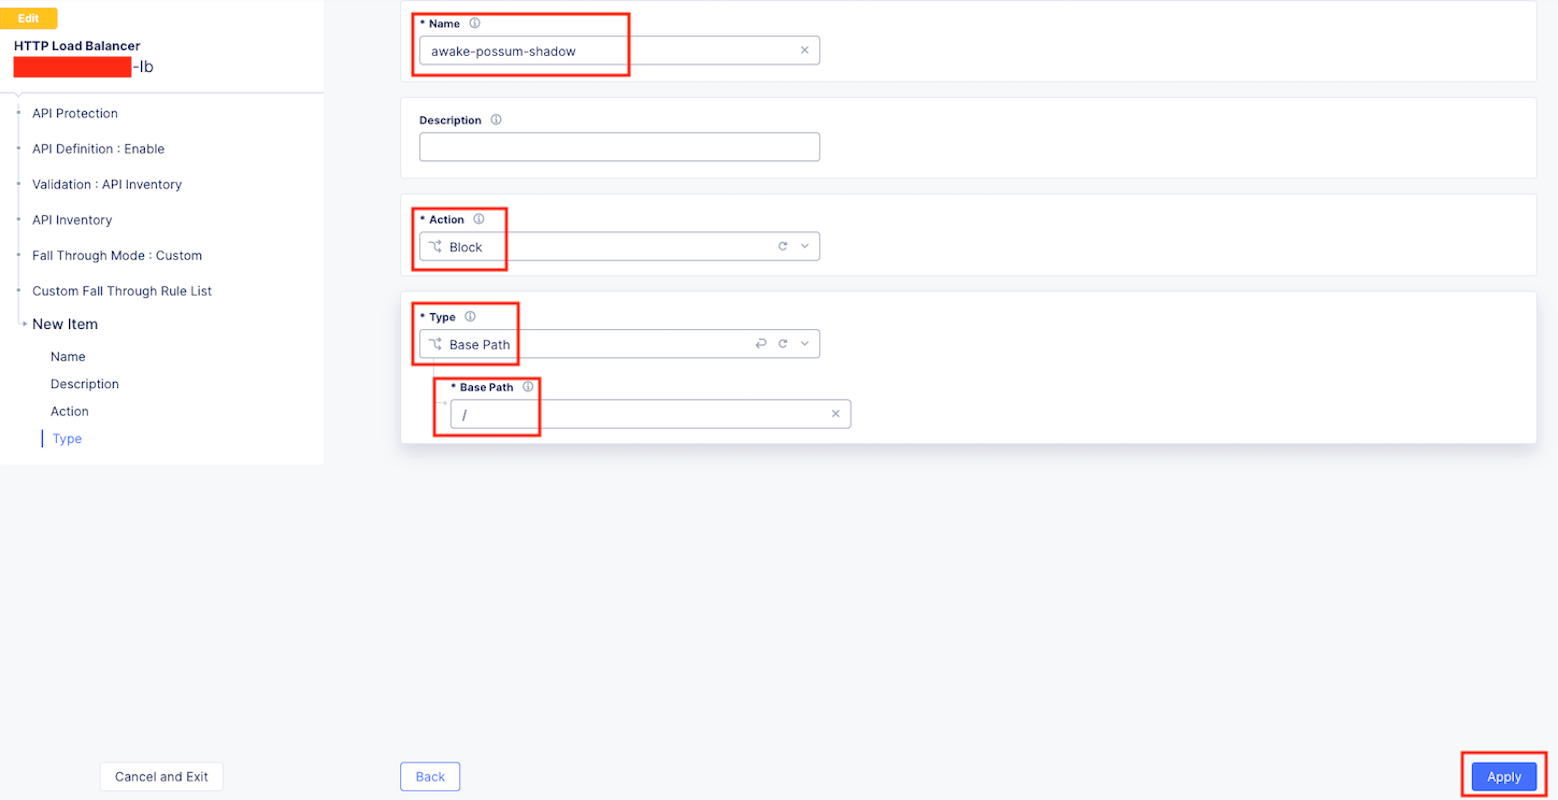 Edit
HTTP Load Balancer
-lb
API Protection
API Definition : Enable
Validation : API Inventory
API Inventory
Fall Through Mode : Custom
Custom Fall Through Rule List
New Item
Name
Description
Action
Type
* Name
awake-possum-shadow
Description
* Action
Block
* Type
Base Path
* Base Path
/
Cancel and Exit
Back
Apply